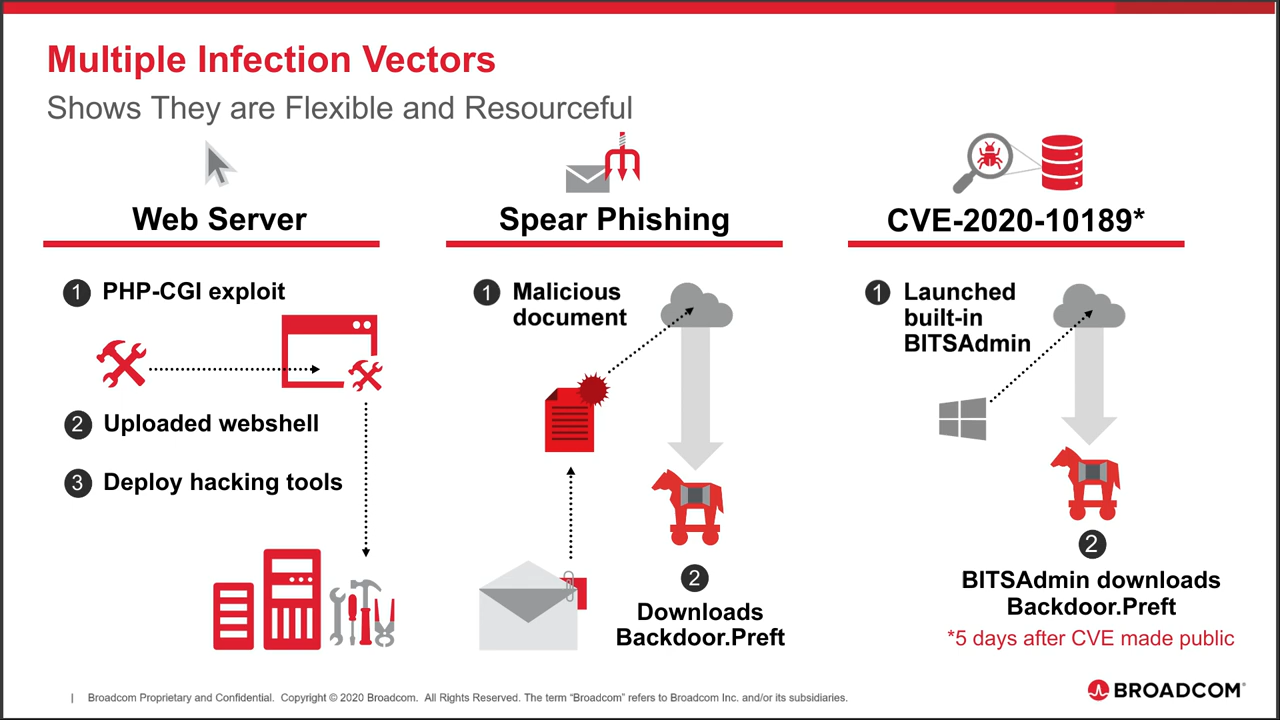 Multiple Infection Vectors
Shows They are Flexible and Resourceful
Web Server
1 PHP-CGI exploit
2 Uploaded webshell
3 Deploy hacking tools
Spear Phishing
1 Malicious
document
2
Downloads
Backdoor.Preft
CVE-2020-10189*
1 Launched
built-in
BITSAdmin
2
BITSAdmin downloads
Backdoor.Preft
*5 days after CVE made public
| Broadcom Proprietary and Confidential. Copyright © 2020 Broadcom. All Rights Reserved. The term “Broadcom” refers to Broadcom Inc. and/or its subsidiaries.
BROADCOM®